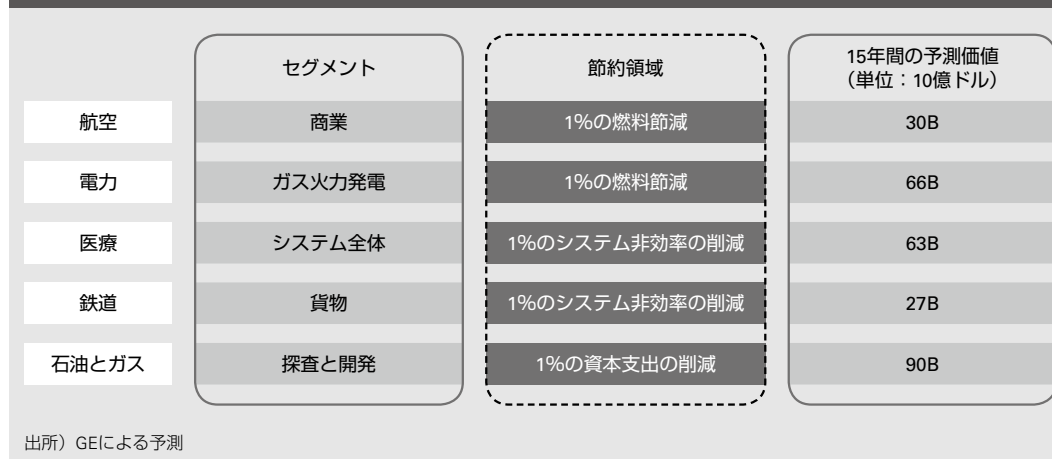 セグメント
節約領域
15年間の予測価値
（単位：10億ドル）
航空
商業
1%の燃料節減
30B
電力
ガス火力発電
1%の燃料節減
66B
医療
システム全体
1%のシステム非効率の削減
63B
鉄道
貨物
1%のシステム非効率の削減
27B
石油とガス
探査と開発
1%の資本支出の削減
90B
出所）GEによる予測